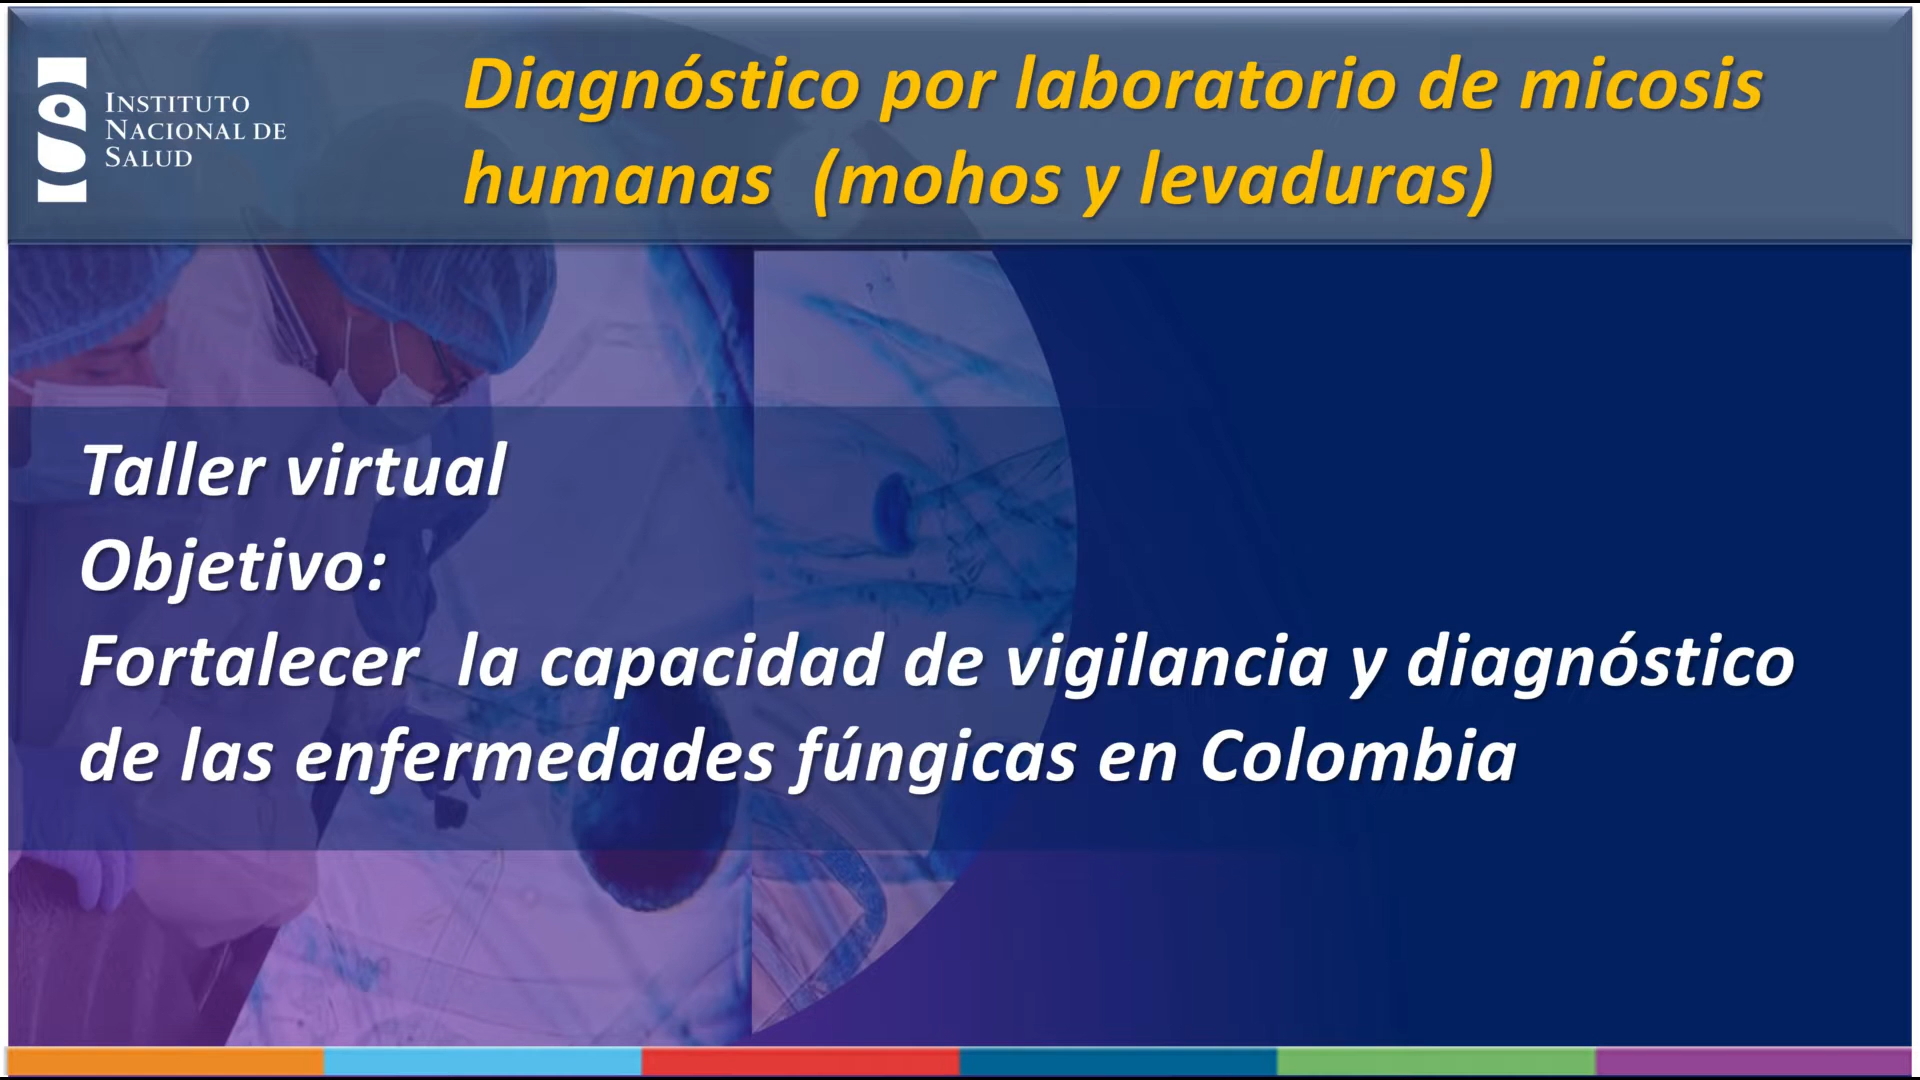 INSTITUTO
NACIONAL DE
SALUD
Diagnóstico por laboratorio de micosis
humanas (mohos y levaduras)
Taller virtual
Objetivo:
Fortalecer la capacidad de vigilancia y diagnóstico
de las enfermedades fúngicas en Colombia